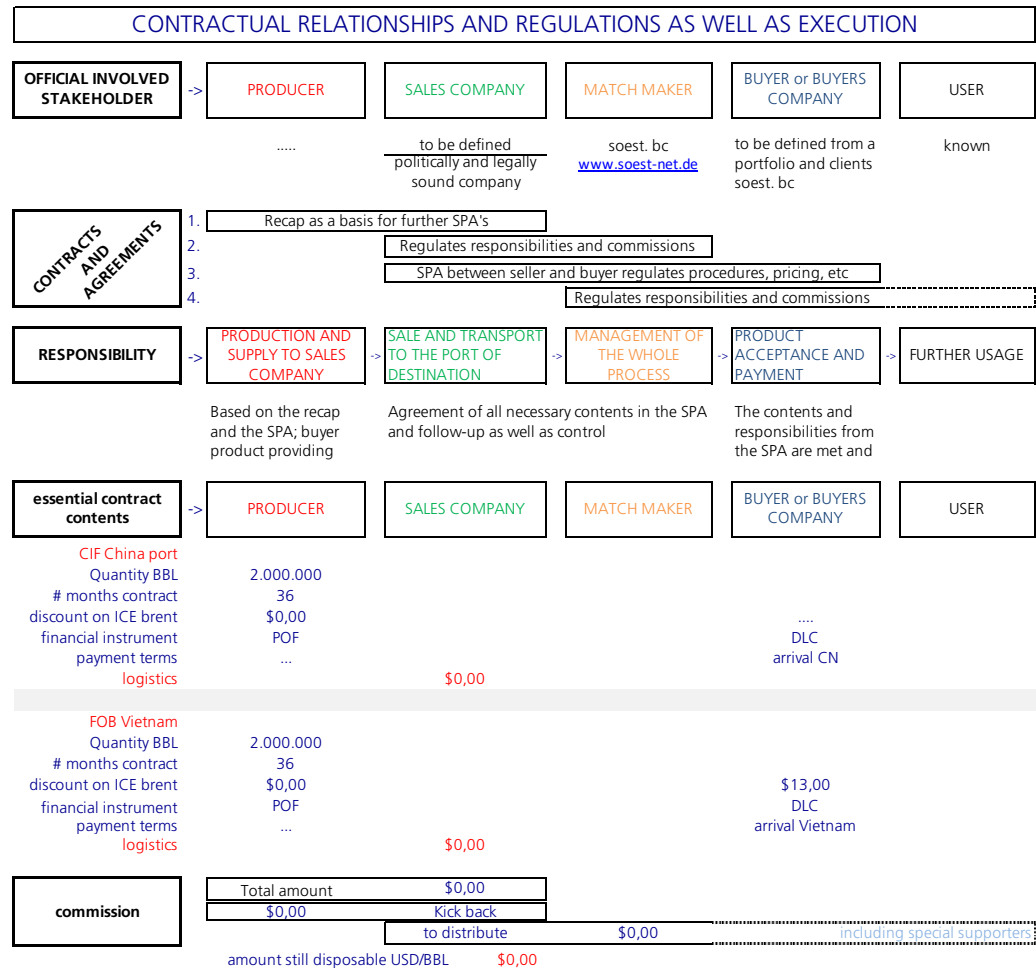 CONTRACTUAL RELATIONSHIPS AND REGULATIONS AS WELL AS EXECUTION
OFFICIAL INVOLVED
STAKEHOLDER
->
PRODUCER
SALES COMPANY
MATCH MAKER
BUYER or BUYERS
COMPANY
USER
.....
to be defined
politically and legally
sound company
soest. bc
www.soest-net.de
to be defined from a
portfolio and clients
soest. bc
known
CONTRACTS
AND
AGREEMENTS
1. Recap as a basis for further SPA's
2. Regulates responsibilities and commissions
3. SPA between seller and buyer regulates procedures, pricing, etc
4. Regulates responsibilities and commissions
RESPONSIBILITY
->
PRODUCTION AND
SUPPLY TO SALES
COMPANY
->
SALE AND TRANSPORT
TO THE PORT OF
DESTINATION
->
MANAGEMENT OF
THE WHOLE
PROCESS
->
PRODUCT
ACCEPTANCE AND
PAYMENT
->
FURTHER USAGE
Based on the recap
and the SPA; buyer
product providing
Agreement of all necessary contents in the SPA
and follow-up as well as control
The contents and
responsibilities from
the SPA are met and
essential contract
contents
->
PRODUCER
SALES COMPANY
MATCH MAKER
BUYER or BUYERS
COMPANY
USER
CIF China port
Quantity BBL 2.000.000
# months contract 36
discount on ICE brent $0,00 ....
financial instrument POF DLC
payment terms ... arrival CN
logistics $0,00
FOB Vietnam
Quantity BBL 2.000.000
# months contract 36
discount on ICE brent $0,00 $13,00
financial instrument POF DLC
payment terms ... arrival Vietnam
logistics $0,00
commission
Total amount $0,00
$0,00 Kick back
to distribute $0,00 including special supporters
amount still disposable USD/BBL $0,00